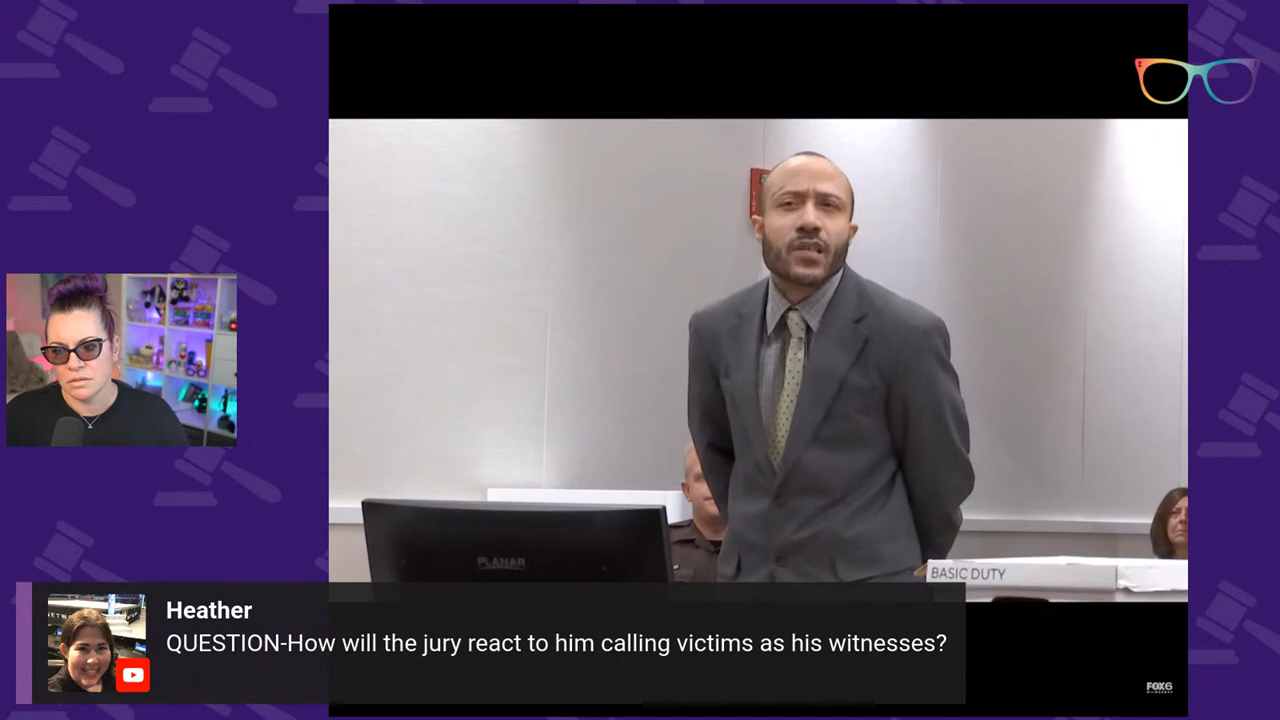 PLANAR
BASIC DUTY
Heather
QUESTION-How will the jury react to him calling victims as his witnesses?
FOX6